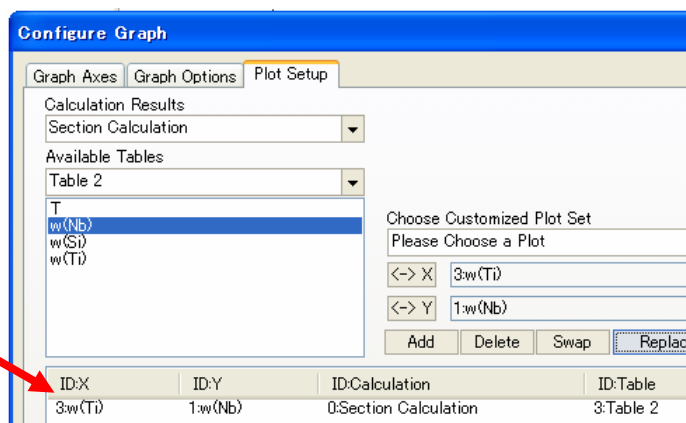 Configure Graph
Graph Axes Graph Options Plot Setup
Calculation Results
Section Calculation
Available Tables
Table 2
T
w(Nb)
w(Si)
w(Ti)
Choose Customized Plot Set
Please Choose a Plot
<-> X 3:w(Ti)
<-> Y 1:w(Nb)
Add Delete Swap Replac
ID:X ID:Y ID:Calculation ID:Table
3:w(Ti) 1:w(Nb) 0:Section Calculation 3:Table 2